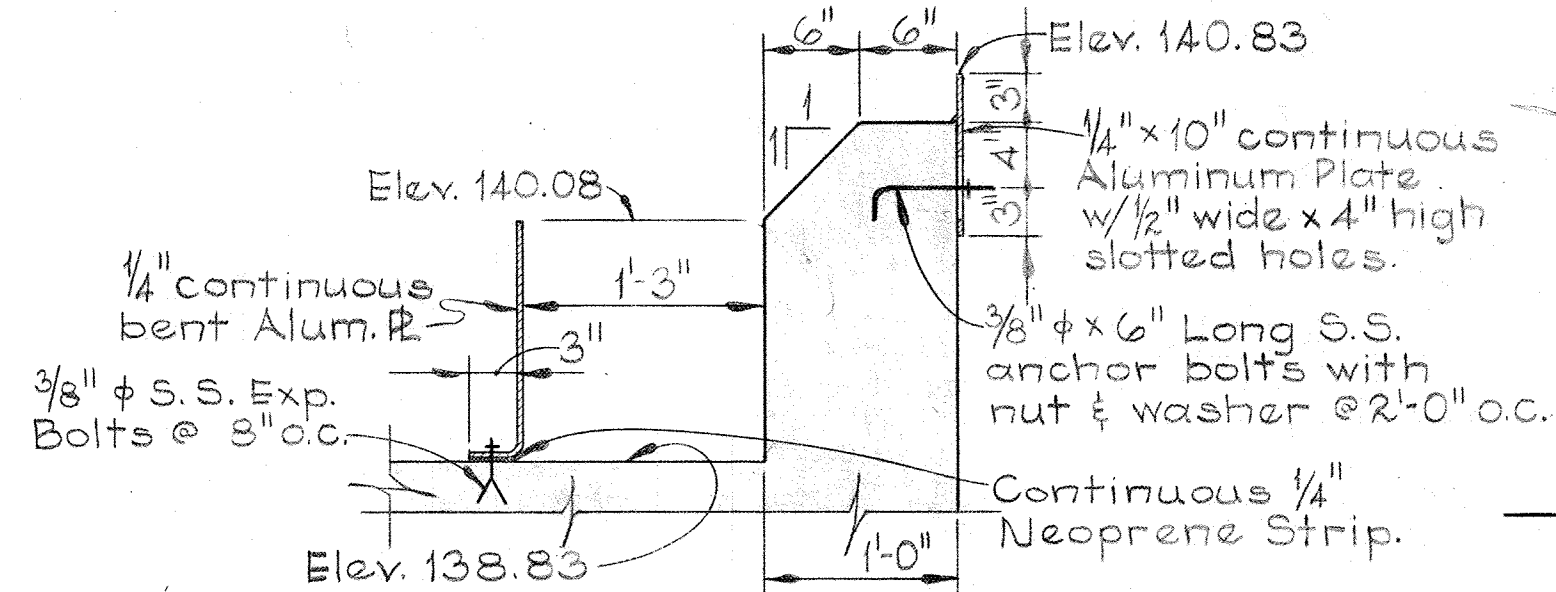 6" 6"
Elev. 140.83
3"
1
1
4"
1/4" x 10" continuous
Aluminum Plate
w/ 1/2" wide x 4" high
slotted holes.
3"
Elev. 140.08
1/4" continuous
bent Alum. ℄
1'-3"
3"
3/8" ϕ x 6" Long S.S.
anchor bolts with
nut & washer @ 2'-0" o.c.
3/8" ϕ S.S. Exp.
Bolts @ 8" o.c.
Continuous 1/4"
Neoprene Strip.
Elev. 138.83
1'-0"